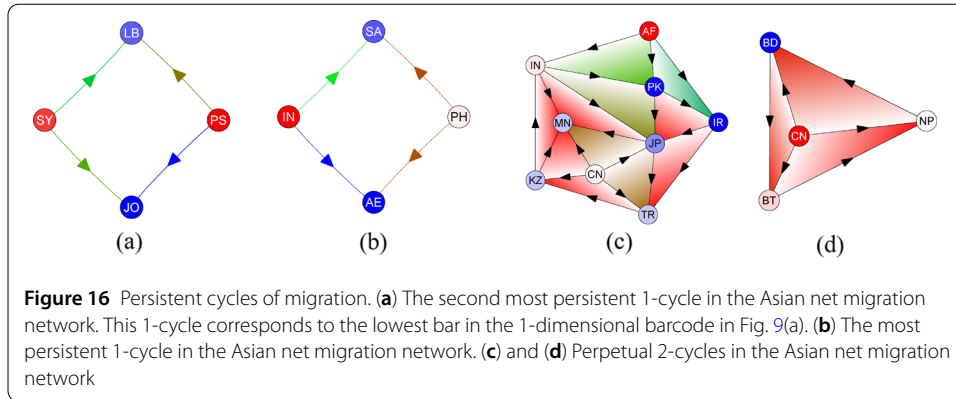 LB
SY
PS
JO
(a)
SA
IN
PH
AE
(b)
AF
IN
PK
MN
IR
JP
KZ
CN
TR
(c)
BD
CN
NP
BT
(d)
Figure 16 Persistent cycles of migration. (a) The second most persistent 1-cycle in the Asian net migration
network. This 1-cycle corresponds to the lowest bar in the 1-dimensional barcode in Fig. 9(a). (b) The most
persistent 1-cycle in the Asian net migration network. (c) and (d) Perpetual 2-cycles in the Asian net migration
network